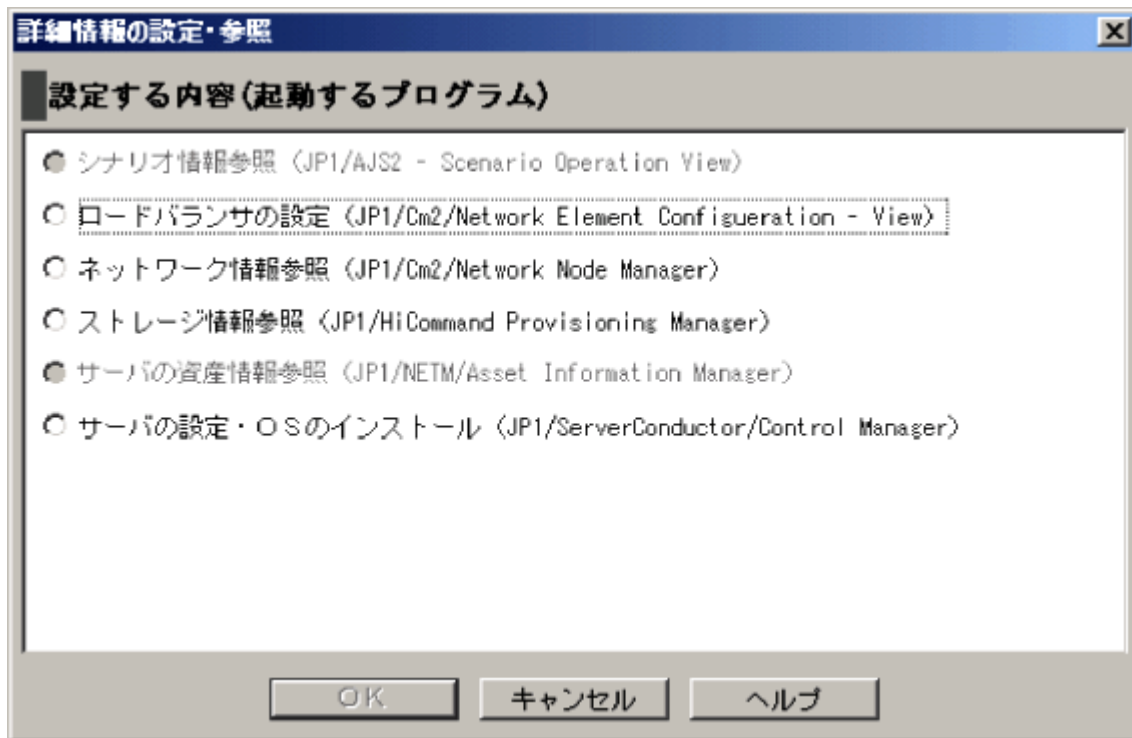 詳細情報の設定・参照
設定する内容(起動するプログラム)
シナリオ情報参照 (JP1/AJS2 - Scenario Operation View)
ロードバランサの設定 (JP1/Cm2/Network Element Configueration - View)
ネットワーク情報参照 (JP1/Cm2/Network Node Manager)
ストレージ情報参照 (JP1/HiCommand Provisioning Manager)
サーバの資産情報参照 (JP1/NETM/Asset Information Manager)
サーバの設定・OSのインストール (JP1/ServerConductor/Control Manager)
OK キャンセル ヘルプ